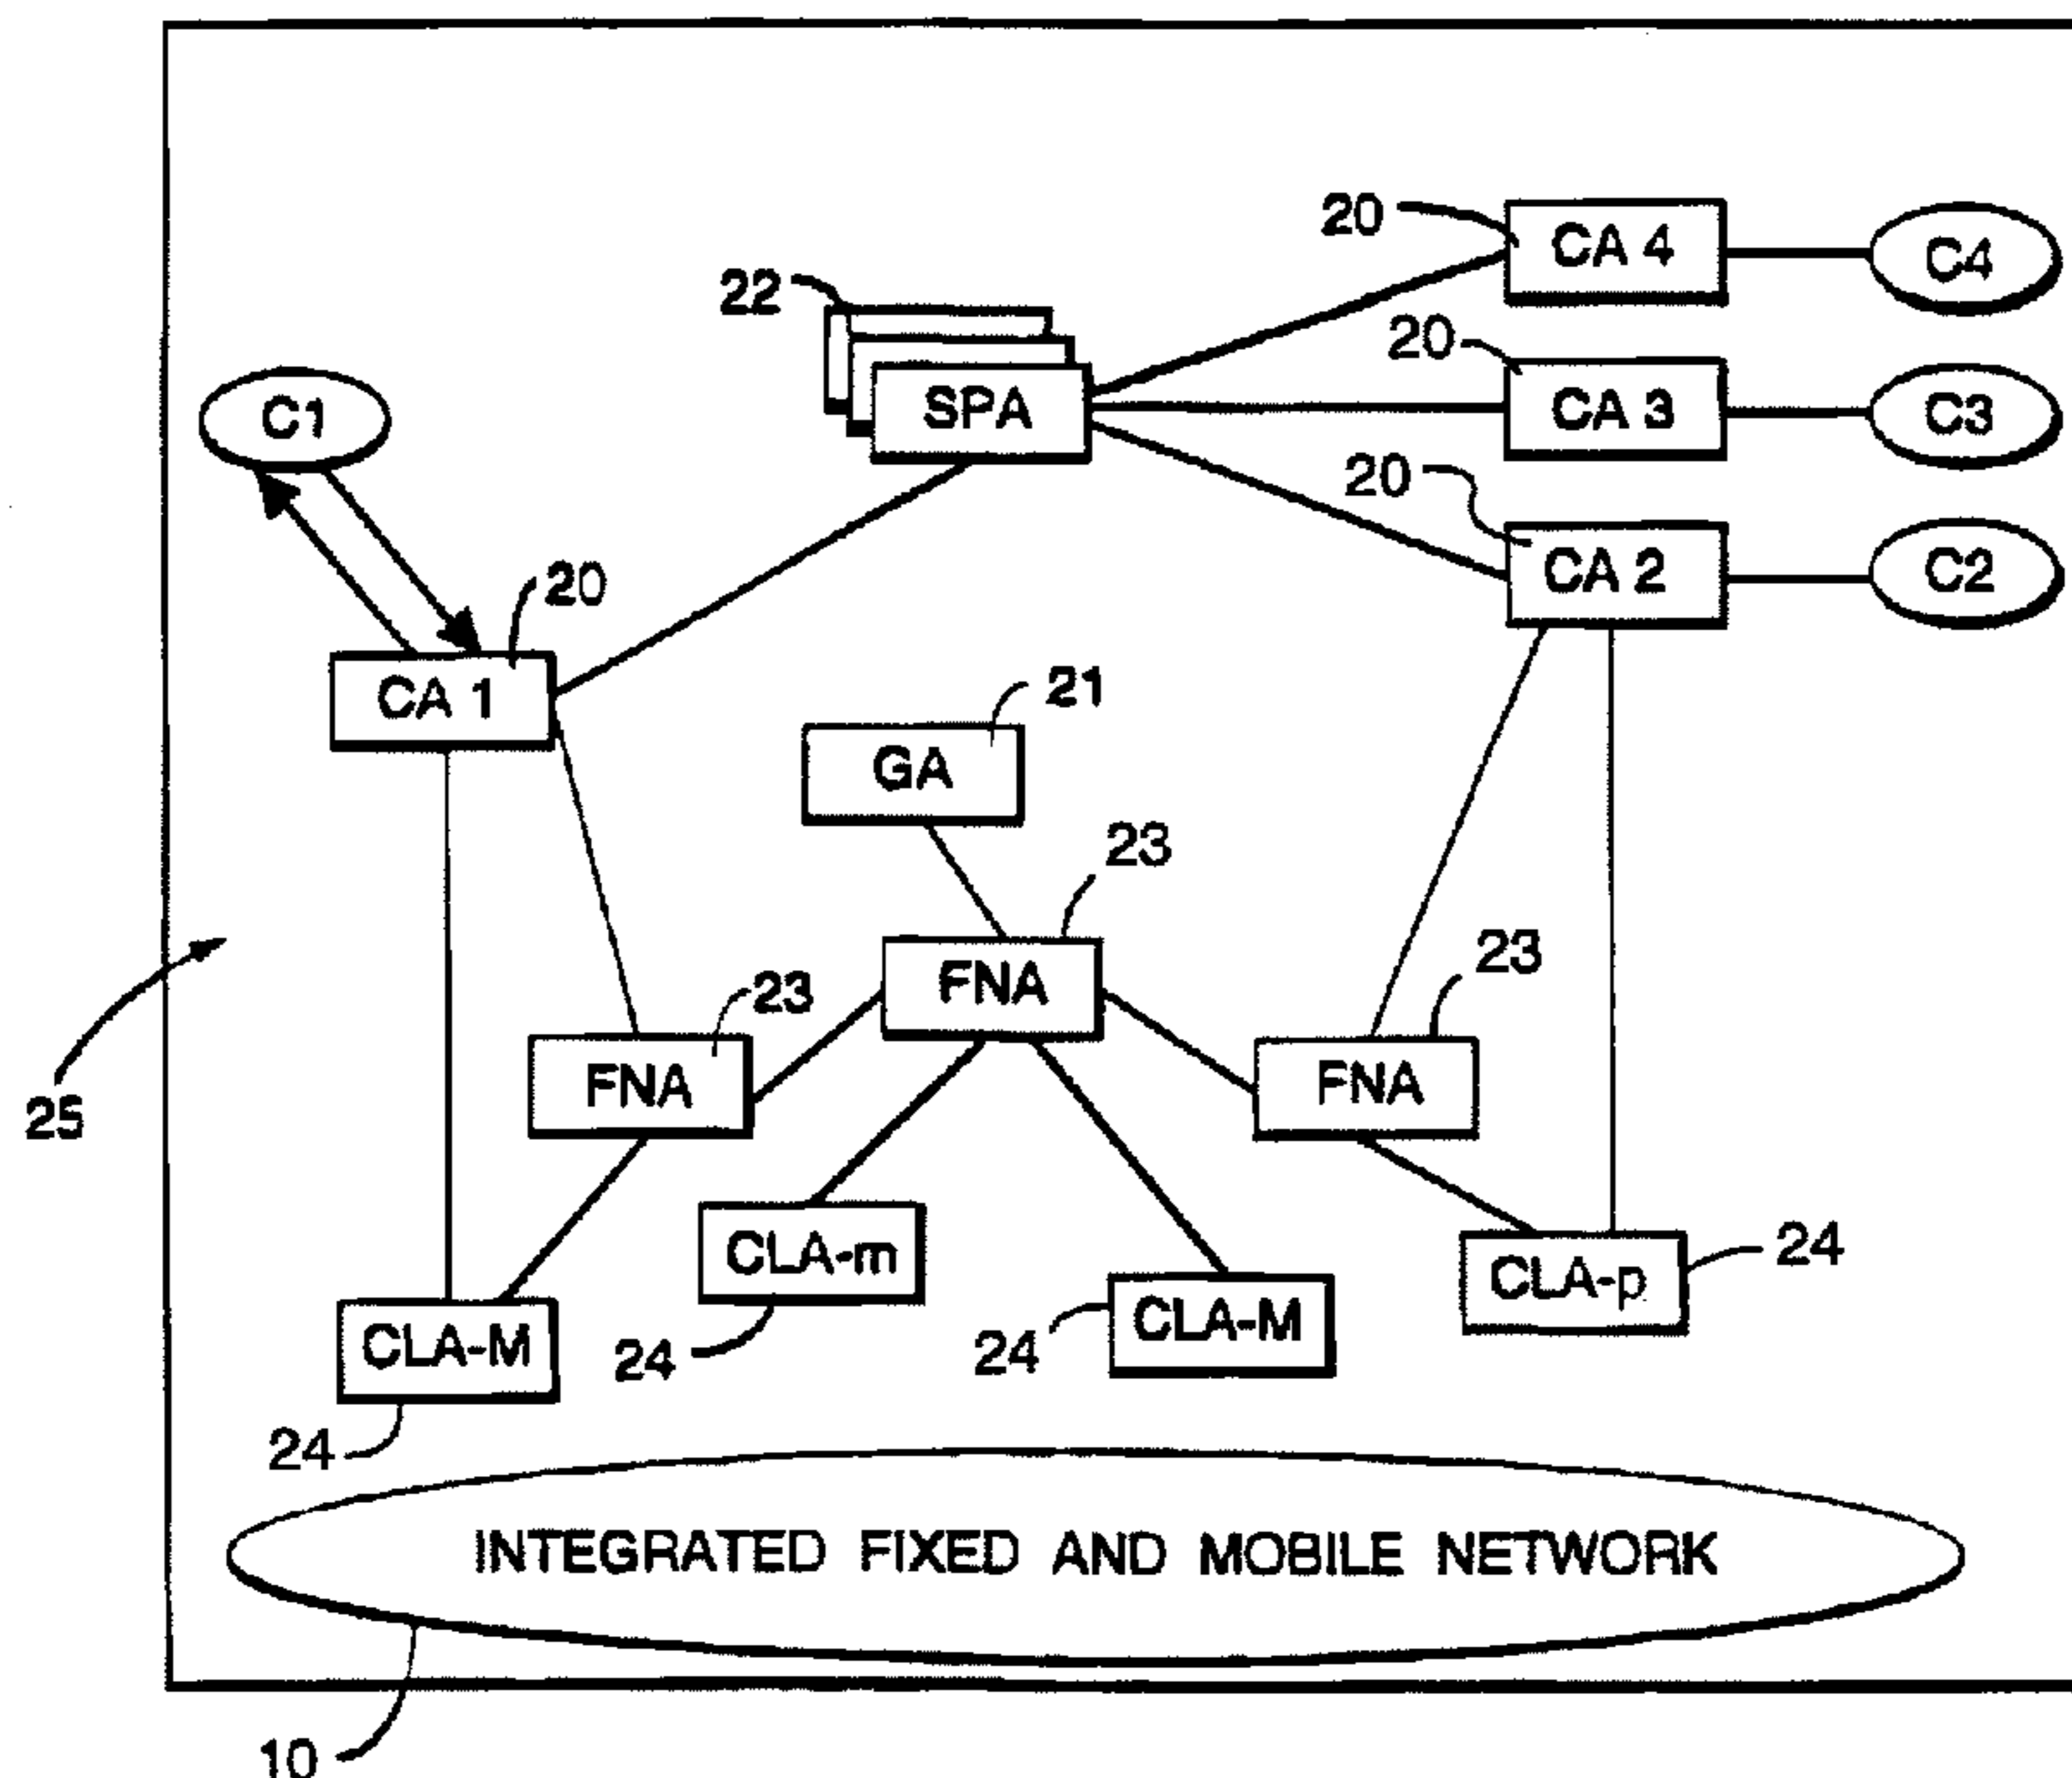 20
CA 4
C4
22
20
CA 3
C3
SPA
C1
20
CA 2
C2
20
CA 1
21
GA
23
FNA
23
FNA
23
FNA
25
CLA-m
24
CLA-p
24
CLA-M
24
CLA-M
24
24
INTEGRATED FIXED AND MOBILE NETWORK
10